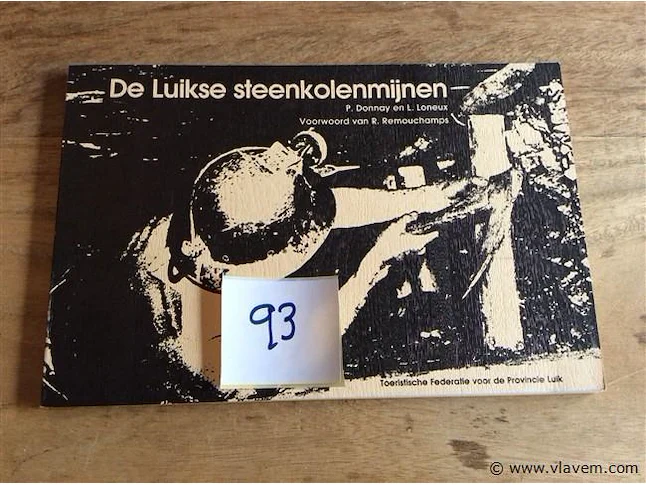 De Luikse steenkolenmijnen
P. Donnay en L. Loneux
Voorwoord van R. Remouchamps
93
Toeristische Federatie voor de Provincie Luik
© www.vlavem.com